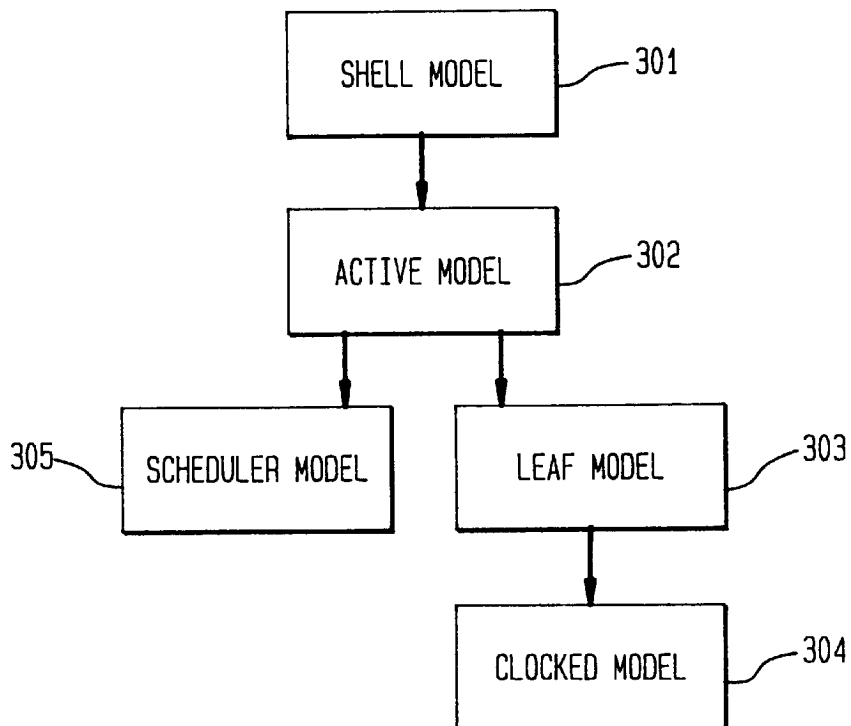 SHELL MODEL
301
ACTIVE MODEL
302
305
SCHEDULER MODEL
LEAF MODEL
303
CLOCKED MODEL
304